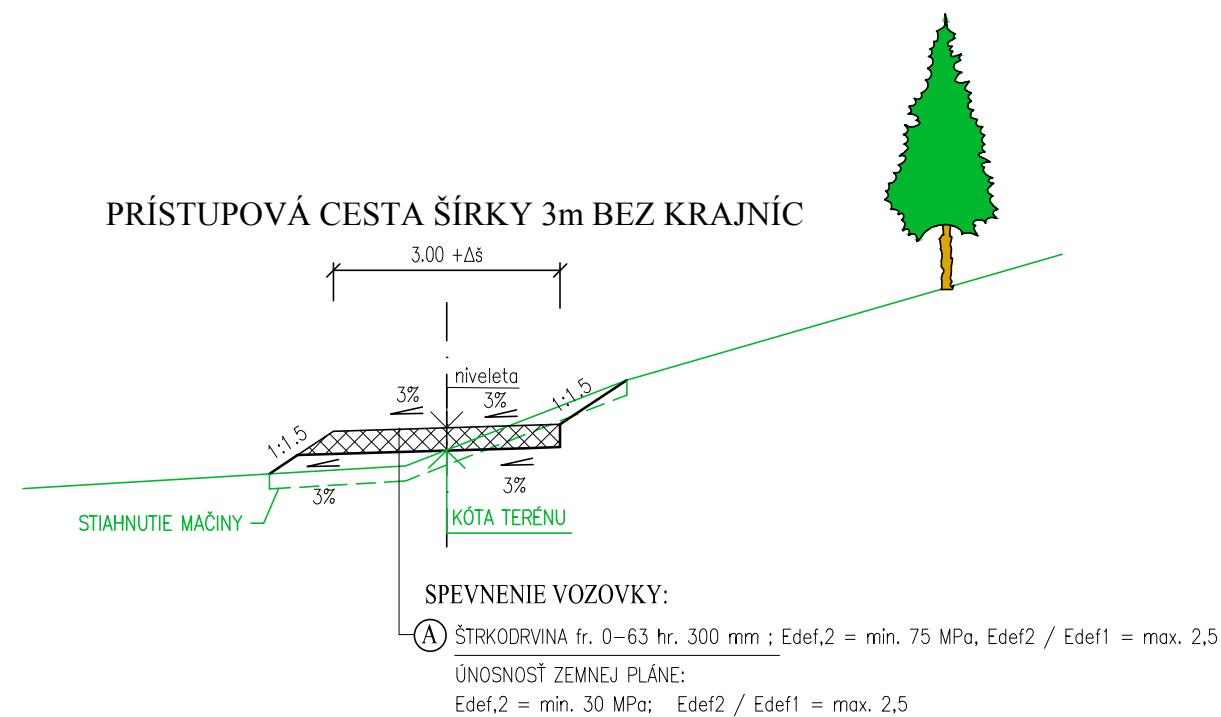 PRÍSTUPOVÁ CESTA ŠÍRKY 3m BEZ KRAJNÍC
3.00 +Δš
niveleta
3%
3%
1:1.5
1:1.5
3%
3%
STIAHNUTIE MAČINY
KÓTA TERÉNU
SPEVNENIE VOZOVKY:
A ŠTRKODRVINA fr. 0-63 hr. 300 mm ; Edef,2 = min. 75 MPa, Edef2 / Edef1 = max. 2,5
ÚNOSNOSŤ ZEMNEJ PLÁNE:
Edef,2 = min. 30 MPa; Edef2 / Edef1 = max. 2,5